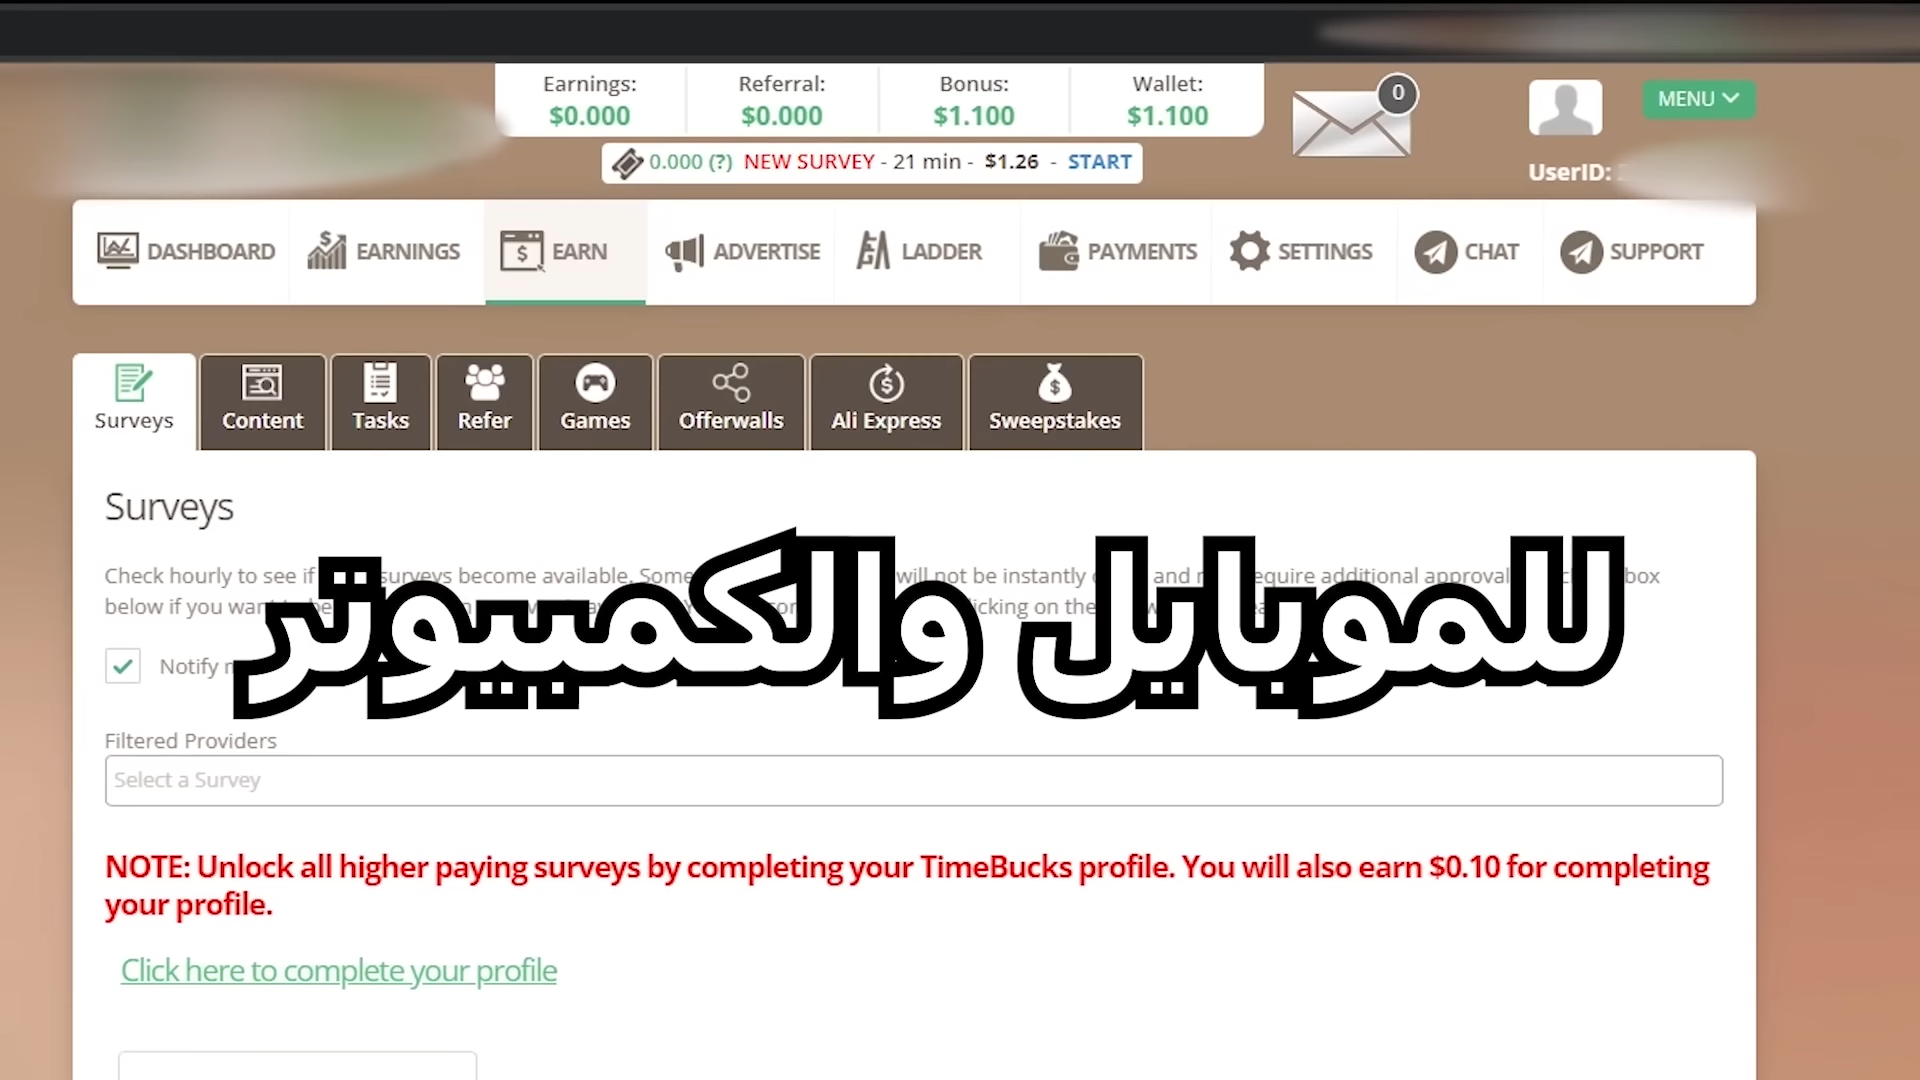 Earnings: Referral: Bonus: Wallet:
$0.000 $0.000 $1.100 $1.100
0
MENU
0.000 (?) NEW SURVEY - 21 min - $1.26 - START
UserID:
DASHBOARD EARNINGS EARN ADVERTISE LADDER PAYMENTS SETTINGS CHAT SUPPORT
Surveys Content Tasks Refer Games Offerwalls Ali Express Sweepstakes
Surveys
Check hourly to see if surveys become available. Some will not be instantly and require additional approval box
below if you want licking on the
للموبايل والكمبيوتر
Notify
Filtered Providers
Select a Survey
NOTE: Unlock all higher paying surveys by completing your TimeBucks profile. You will also earn $0.10 for completing
your profile.
Click here to complete your profile